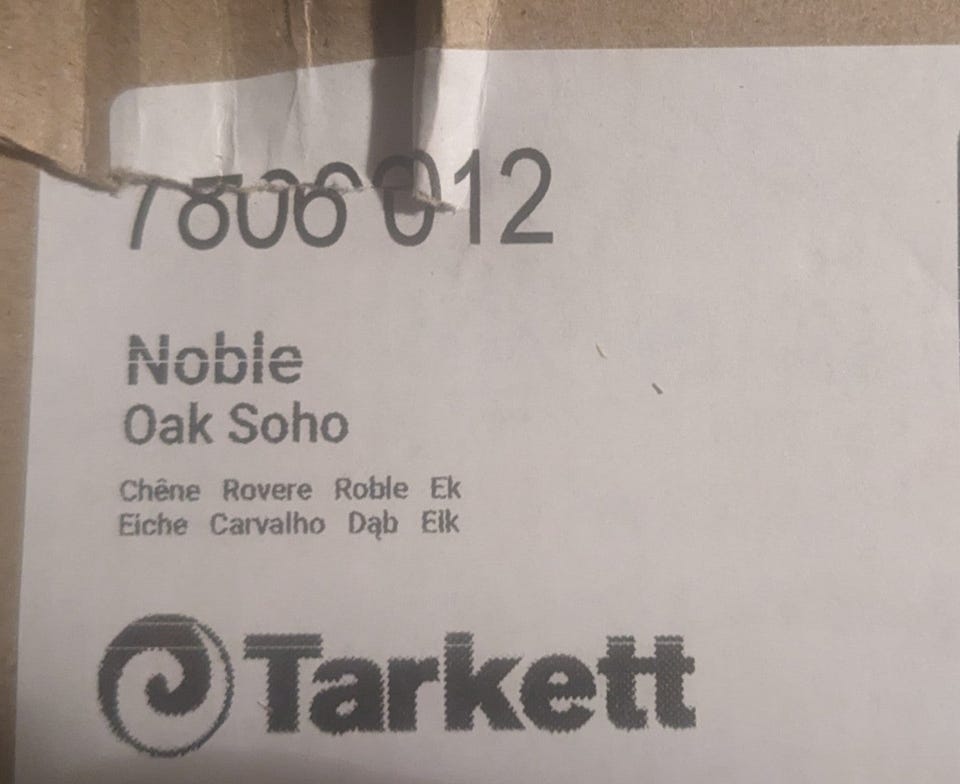 7806 012
Noble
Oak Soho
Chêne Rovere Roble Ek
Eiche Carvalho Dąb Eik
Tarkett